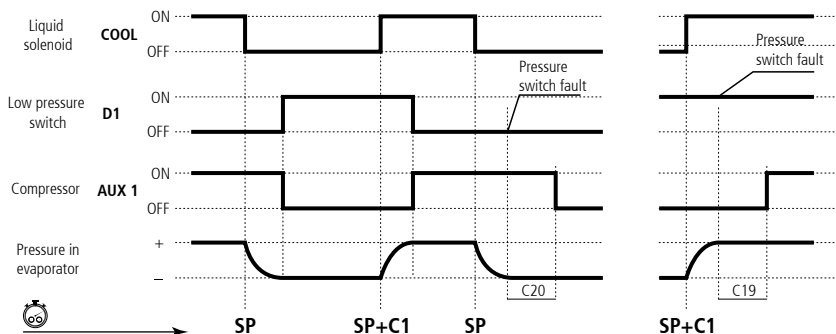 Liquid
solenoid
COOL
ON
OFF
Pressure
switch fault
Pressure
switch fault
Low pressure
switch
D1
ON
OFF
Compressor
AUX 1
ON
OFF
Pressure in
evaporator
+
–
C20
C19
SP
SP+C1
SP
SP+C1